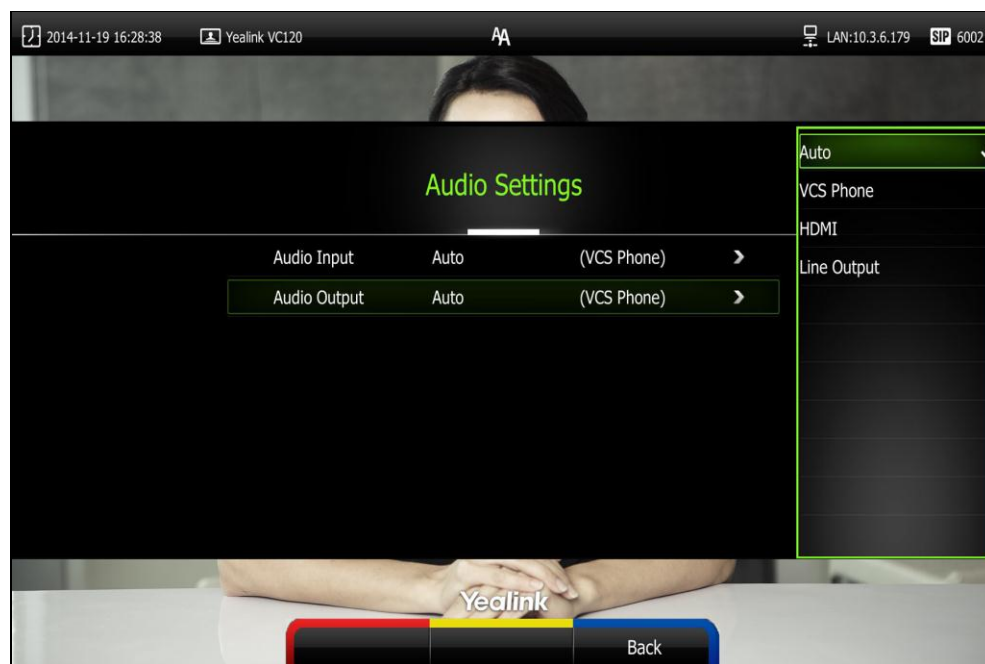 2014-11-19 16:28:38 Yealink VC120 AA LAN:10.3.6.179 SIP 6002
Audio Settings
Audio Input Auto (VCS Phone)
Audio Output Auto (VCS Phone)
Auto
VCS Phone
HDMI
Line Output
Yealink
Back